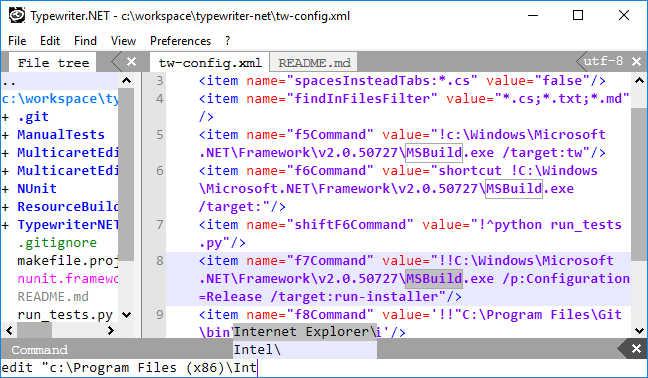 Typewriter.NET - c:\workspace\typewriter-net\tw-config.xml
File Edit Find View Preferences ?
File tree
tw-config.xml README.md utf-8
..
c:\workspace\ty
+ .git
+ ManualTests
+ MulticaretEdi
+ MulticaretEdi
+ NUnit
+ ResourceBuild
+ TypewriterNET
.gitignore
makefile.proj
nunit.framewo
README.md
run_tests.py
3 <item name="spacesInsteadTabs:*.cs" value="false"/>
4 <item name="findInFilesFilter" value="*.cs;*.txt;*.md"
/>
5 <item name="f5Command" value="!c:\Windows\Microsoft
.NET\Framework\v2.0.50727\MSBuild.exe /target:tw"/>
6 <item name="f6Command" value="shortcut !C:\Windows
\Microsoft.NET\Framework\v2.0.50727\MSBuild.exe
/target:"/>
7 <item name="shiftF6Command" value="!^python run_tests
.py"/>
8 <item name="f7Command" value="!!C:\Windows\Microsoft
.NET\Framework\v2.0.50727\MSBuild.exe /p:Configuration
=Release /target:run-installer"/>
9 <item name="f8Command" value='!!"C:\Program Files\Git
\bin\ i'/>
Internet Explorer\
Intel\
Command
edit "c:\Program Files (x86)\Int